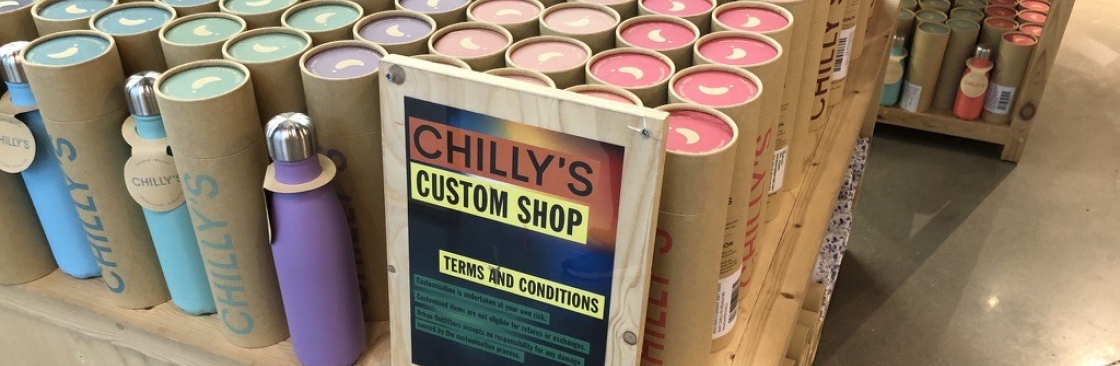 CHILLY'S
CUSTOM SHOP
TERMS AND CONDITIONS
Customisation is undertaken at your own risk.
Customised items are not eligible for returns or exchanges.
Urban Outfitters accepts no responsibility for any damage
caused by the customisation process.
CHILLY'S
CHILLY'S
CHILLY'S
CHILLY'S
CHILLY'S
CHILLY'S